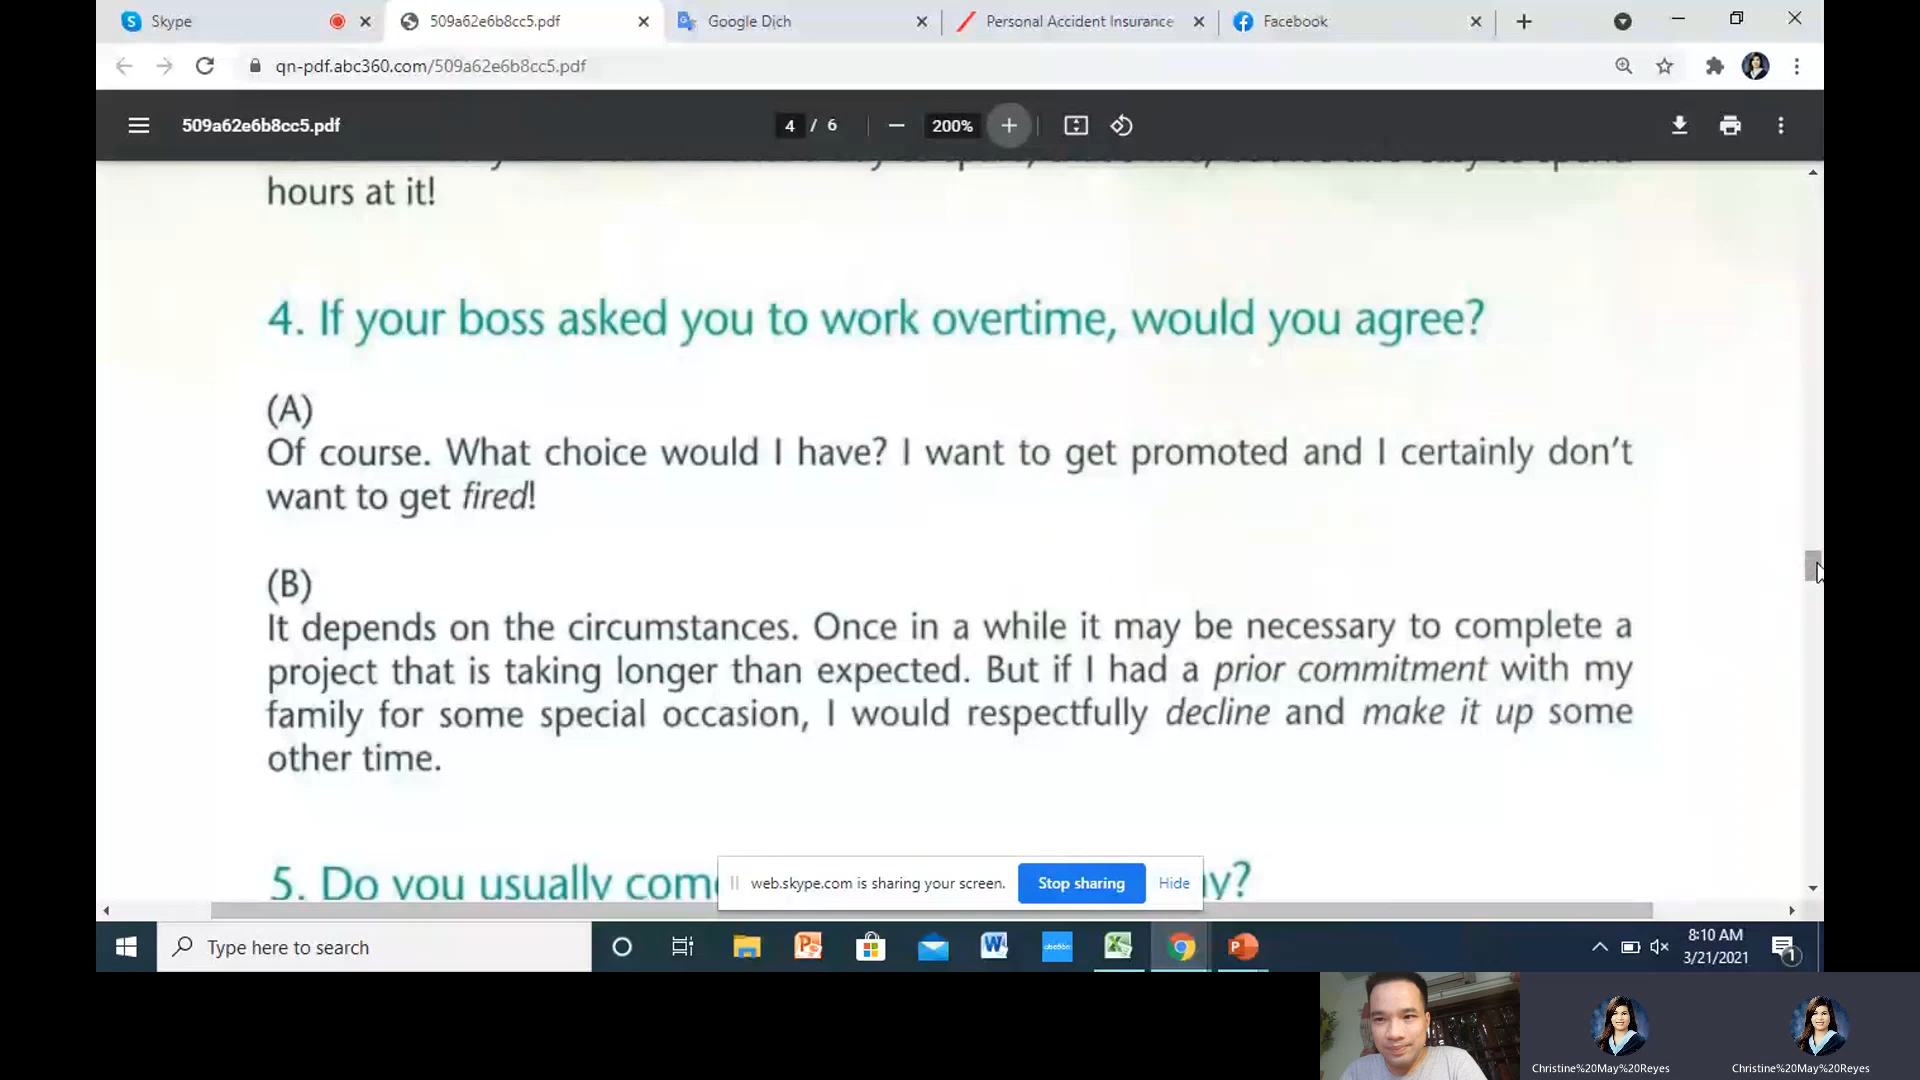 Skype
509a62e6b8cc5.pdf
Google Dịch
Personal Accident Insurance
Facebook
qn-pdf.abc360.com/509a62e6b8cc5.pdf
509a62e6b8cc5.pdf
4 / 6
200%
hours at it!
4. If your boss asked you to work overtime, would you agree?
(A)
Of course. What choice would I have? I want to get promoted and I certainly don't
want to get fired!
(B)
It depends on the circumstances. Once in a while it may be necessary to complete a
project that is taking longer than expected. But if I had a prior commitment with my
family for some special occasion, I would respectfully decline and make it up some
other time.
5. Do you usually
web.skype.com is sharing your screen.
Stop sharing
Hide
Type here to search
8:10 AM
3/21/2021
1
Christine%20May%20Reyes
Christine%20May%20Reyes